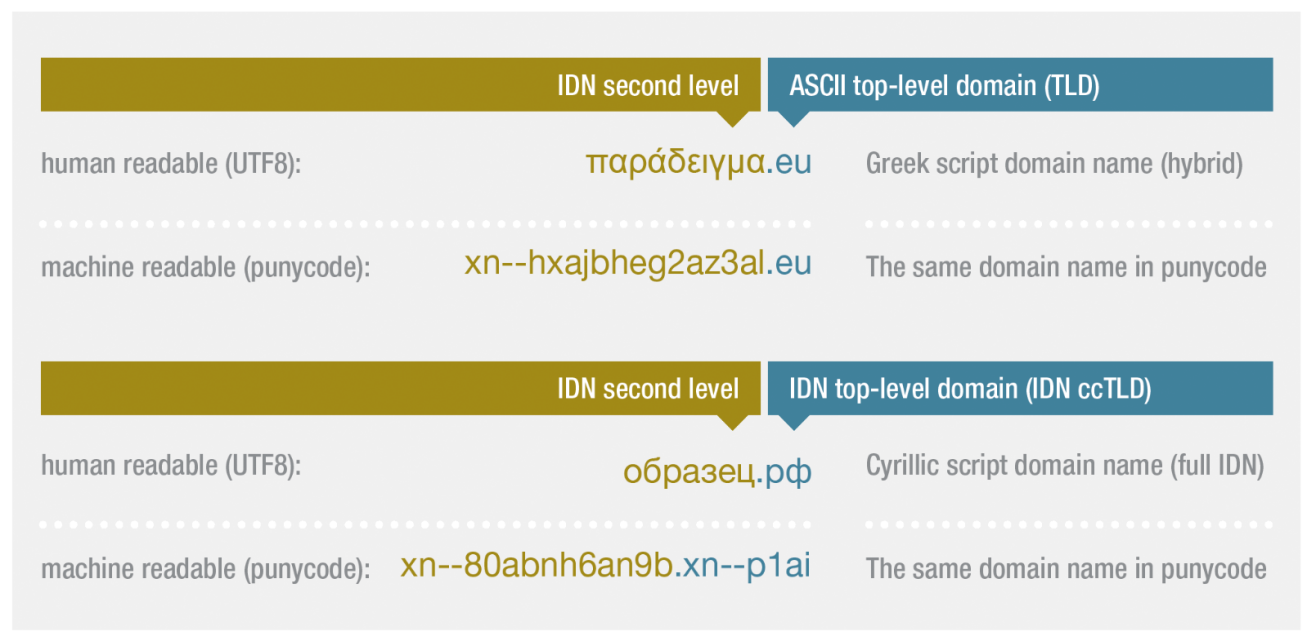 IDN second level ASCII top-level domain (TLD)
human readable (UTF8): παράδειγμα.eu Greek script domain name (hybrid)
machine readable (punycode): xn--hxajbheg2az3al.eu The same domain name in punycode
IDN second level IDN top-level domain (IDN ccTLD)
human readable (UTF8): образец.рф Cyrillic script domain name (full IDN)
machine readable (punycode): xn--80abnh6an9b.xn--p1ai The same domain name in punycode